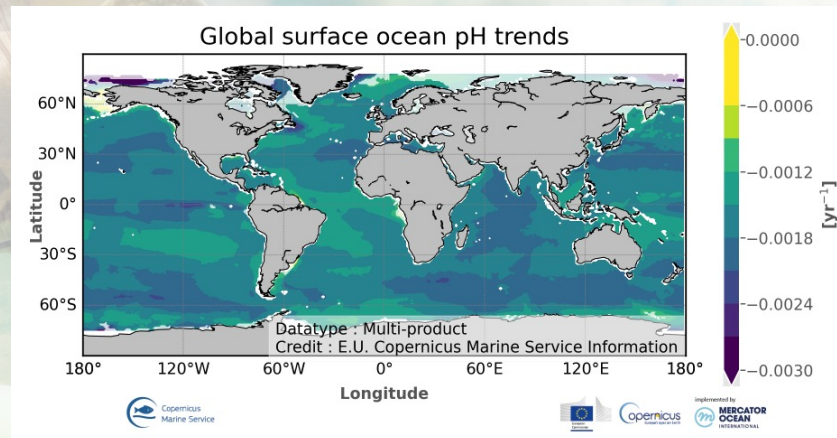 Global surface ocean pH trends
Latitude
60°N
30°N
0°
30°S
60°S
180°
120°W
60°W
0°
60°E
120°E
180°
Longitude
Datatype : Multi-product
Credit : E.U. Copernicus Marine Service Information
0.0000
−0.0006
−0.0012
−0.0018
−0.0024
−0.0030
[yr⁻¹]
Copernicus
Marine Service
opernicus
implemented by
MERCATOR
OCEAN
INTERNATIONAL